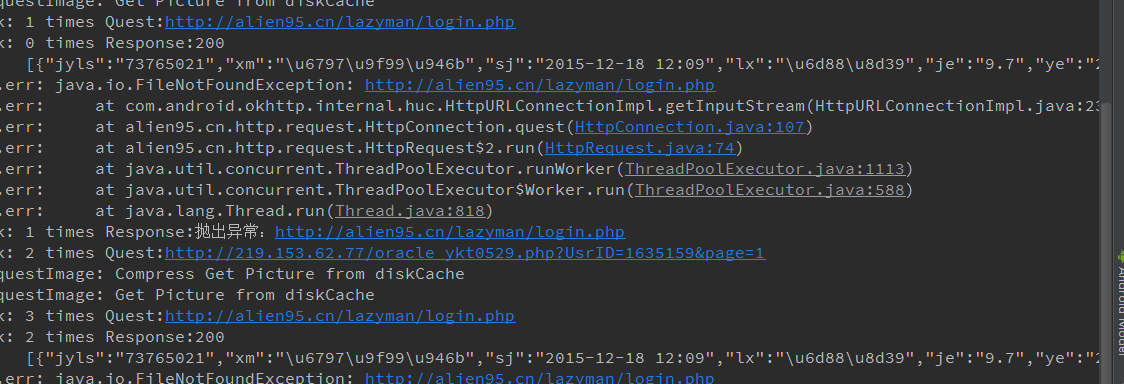 questImage: Get Picture from diskCache
k: 1 times Quest:http://alien95.cn/lazyman/login.php
k: 0 times Response:200
[{"jyls":"73765021","xm":"\u6797\u9f99\u946b","sj":"2015-12-18 12:09","lx":"\u6d88\u8d39","je":"9.7","ye":"2
.err: java.io.FileNotFoundException: http://alien95.cn/lazyman/login.php
.err: at com.android.okhttp.internal.huc.HttpURLConnectionImpl.getInputStream(HttpURLConnectionImpl.java:23
.err: at alien95.cn.http.request.HttpConnection.quest(HttpConnection.java:107)
.err: at alien95.cn.http.request.HttpRequest$2.run(HttpRequest.java:74)
.err: at java.util.concurrent.ThreadPoolExecutor.runWorker(ThreadPoolExecutor.java:1113)
.err: at java.util.concurrent.ThreadPoolExecutor$Worker.run(ThreadPoolExecutor.java:588)
.err: at java.lang.Thread.run(Thread.java:818)
k: 1 times Response:抛出异常：http://alien95.cn/lazyman/login.php
k: 2 times Quest:http://219.153.62.77/oracle_ykt0529.php?UsrID=1635159&page=1
questImage: Compress Get Picture from diskCache
questImage: Get Picture from diskCache
k: 3 times Quest:http://alien95.cn/lazyman/login.php
k: 2 times Response:200
[{"jyls":"73765021","xm":"\u6797\u9f99\u946b","sj":"2015-12-18 12:09","lx":"\u6d88\u8d39","je":"9.7","ye":"2
.err: java.io.FileNotFoundException: http://alien95.cn/lazyman/login.php
Android Model